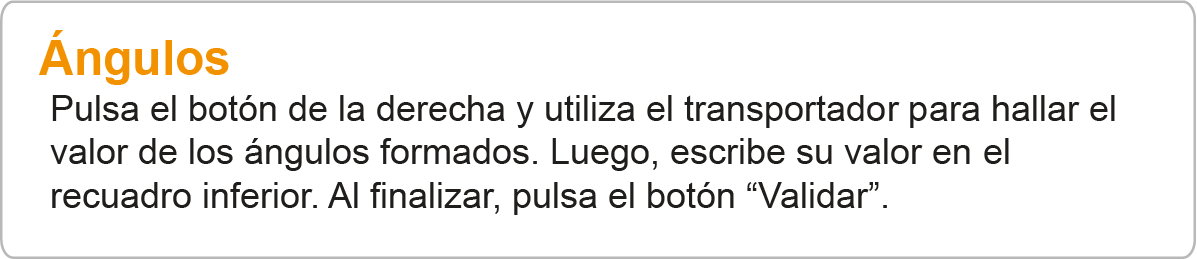 Ángulos
Pulsa el botón de la derecha y utiliza el transportador para hallar el
valor de los ángulos formados. Luego, escribe su valor en el
recuadro inferior. Al finalizar, pulsa el botón “Validar”.